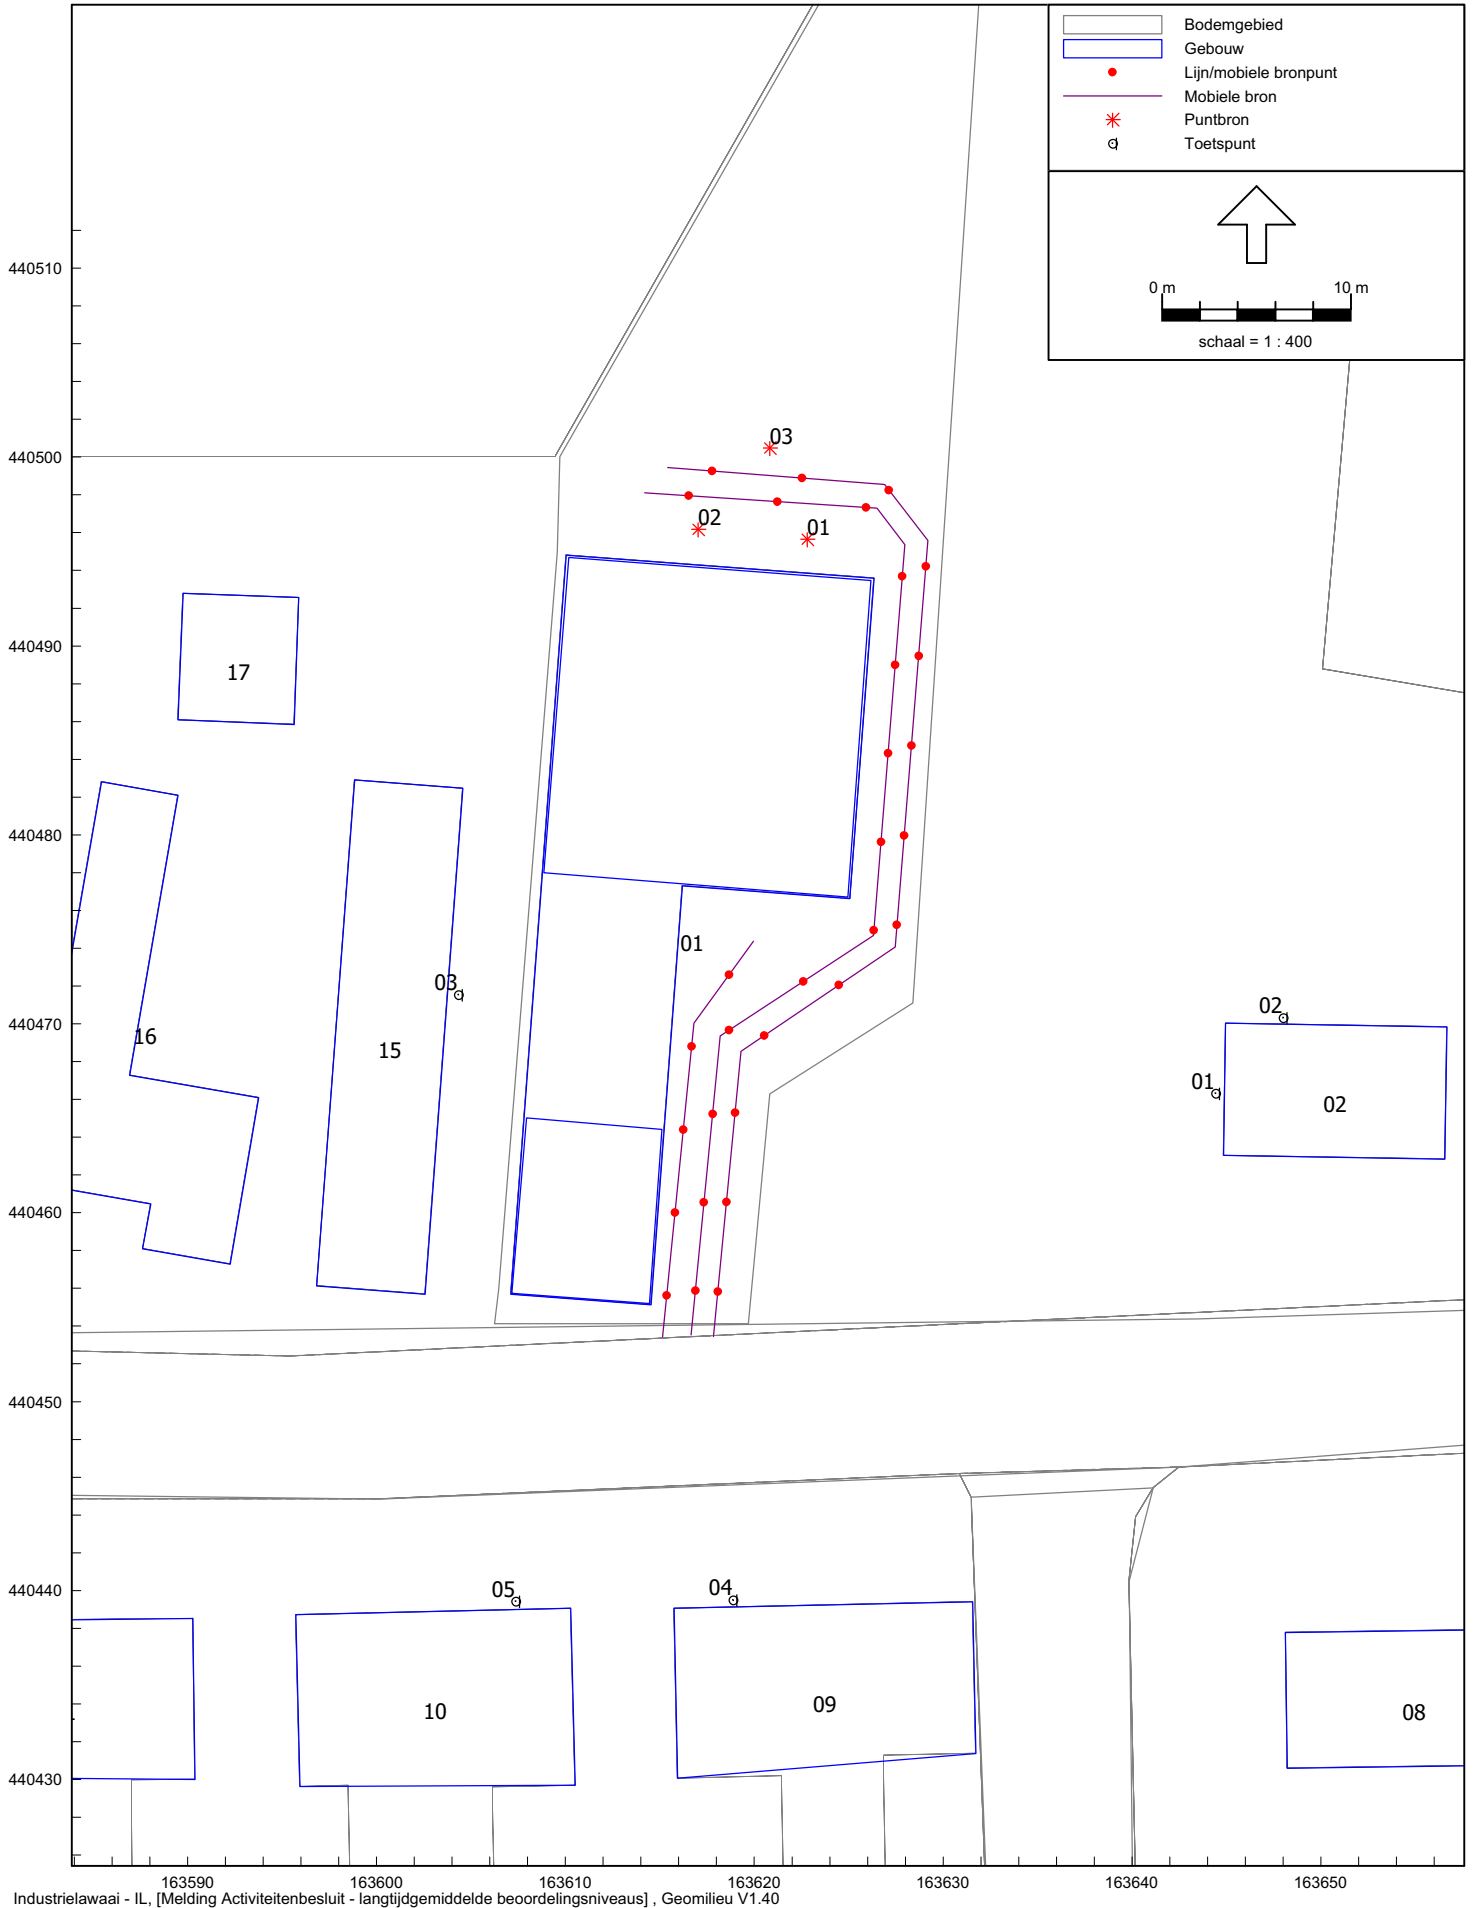 Bodemgebied
Gebouw
Lijn/mobiele bronpunt
Mobiele bron
Puntbron
Toetspunt
0 m 10 m
schaal = 1 : 400
440510
440500
440490
440480
440470
440460
440450
440440
440430
03
02
01
17
01
03
16
15
02
01
02
05
04
10
09
08
163590 163600 163610 163620 163630 163640 163650
Industrielawaai - IL, [Melding Activiteitenbesluit - langtijdgemiddelde beoordelingsniveaus] , Geomilieu V1.40